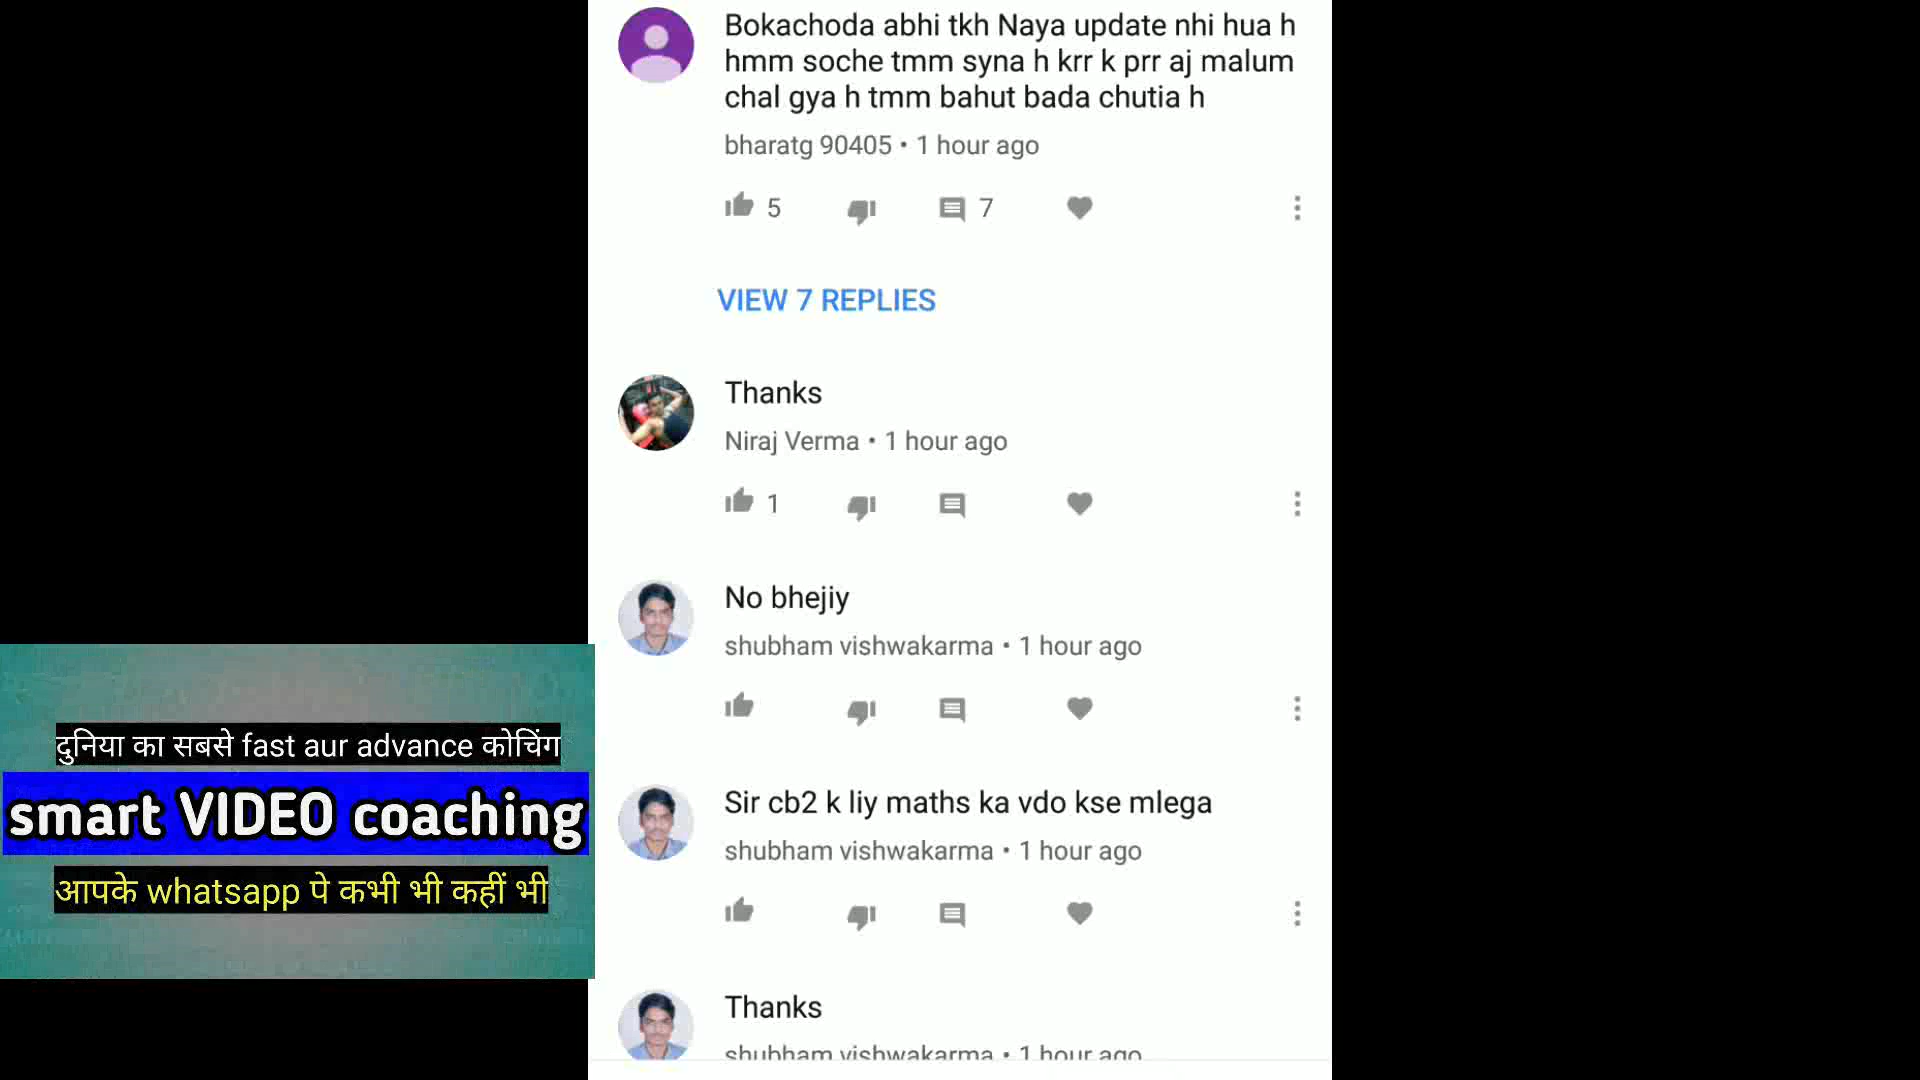 Bokachoda abhi tkh Naya update nhi hua h
hmm soche tmm syna h krr k prr aj malum
chal gya h tmm bahut bada chutia h
bharatg 90405 • 1 hour ago
5
7
VIEW 7 REPLIES
Thanks
Niraj Verma • 1 hour ago
1
No bhejiy
shubham vishwakarma • 1 hour ago
Sir cb2 k liy maths ka vdo kse mlega
shubham vishwakarma • 1 hour ago
Thanks
shubham vishwakarma • 1 hour ago
दुनिया का सबसे fast aur advance कोचिंग
smart VIDEO coaching
आपके whatsapp पे कभी भी कहीं भी